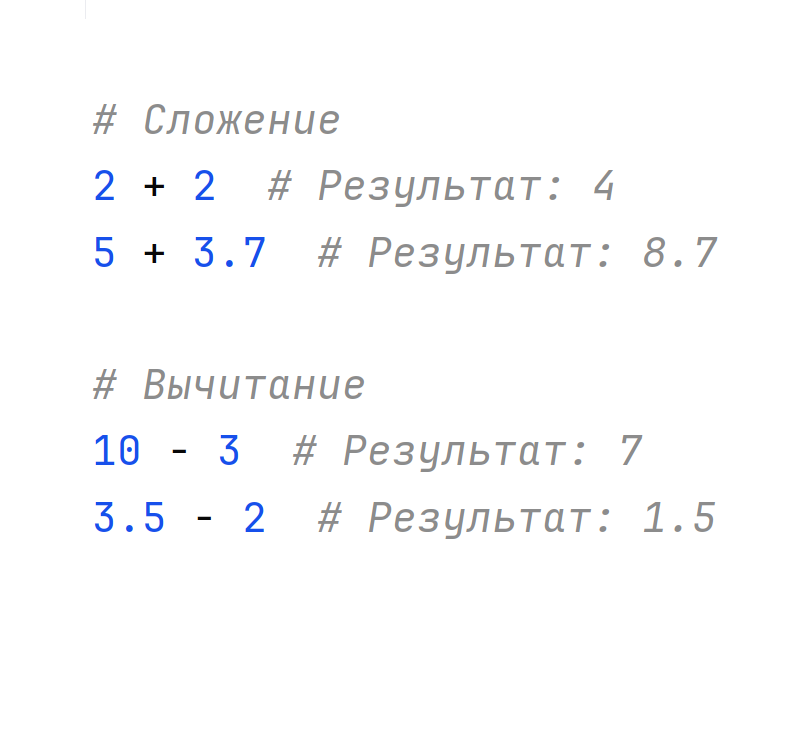 # Сложение
2 + 2  # Результат: 4
5 + 3.7  # Результат: 8.7
# Вычитание
10 - 3  # Результат: 7
3.5 - 2  # Результат: 1.5